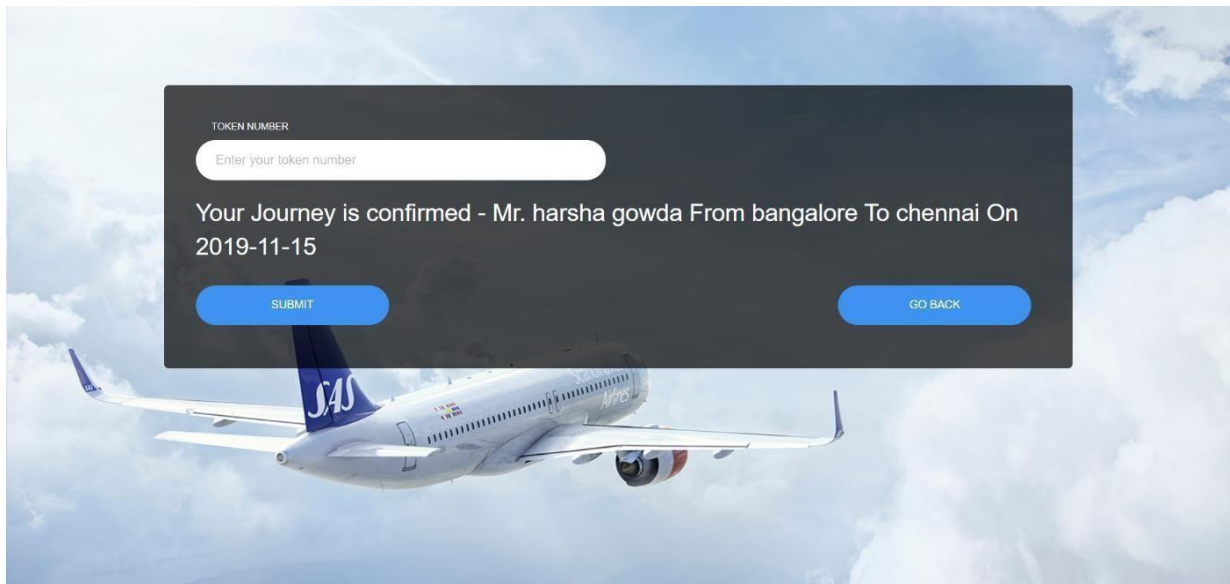 TOKEN NUMBER
Enter your token number
Your Journey is confirmed - Mr. harsha gowda From bangalore To chennai On
2019-11-15
SUBMIT
GO BACK
SAS
Airlines